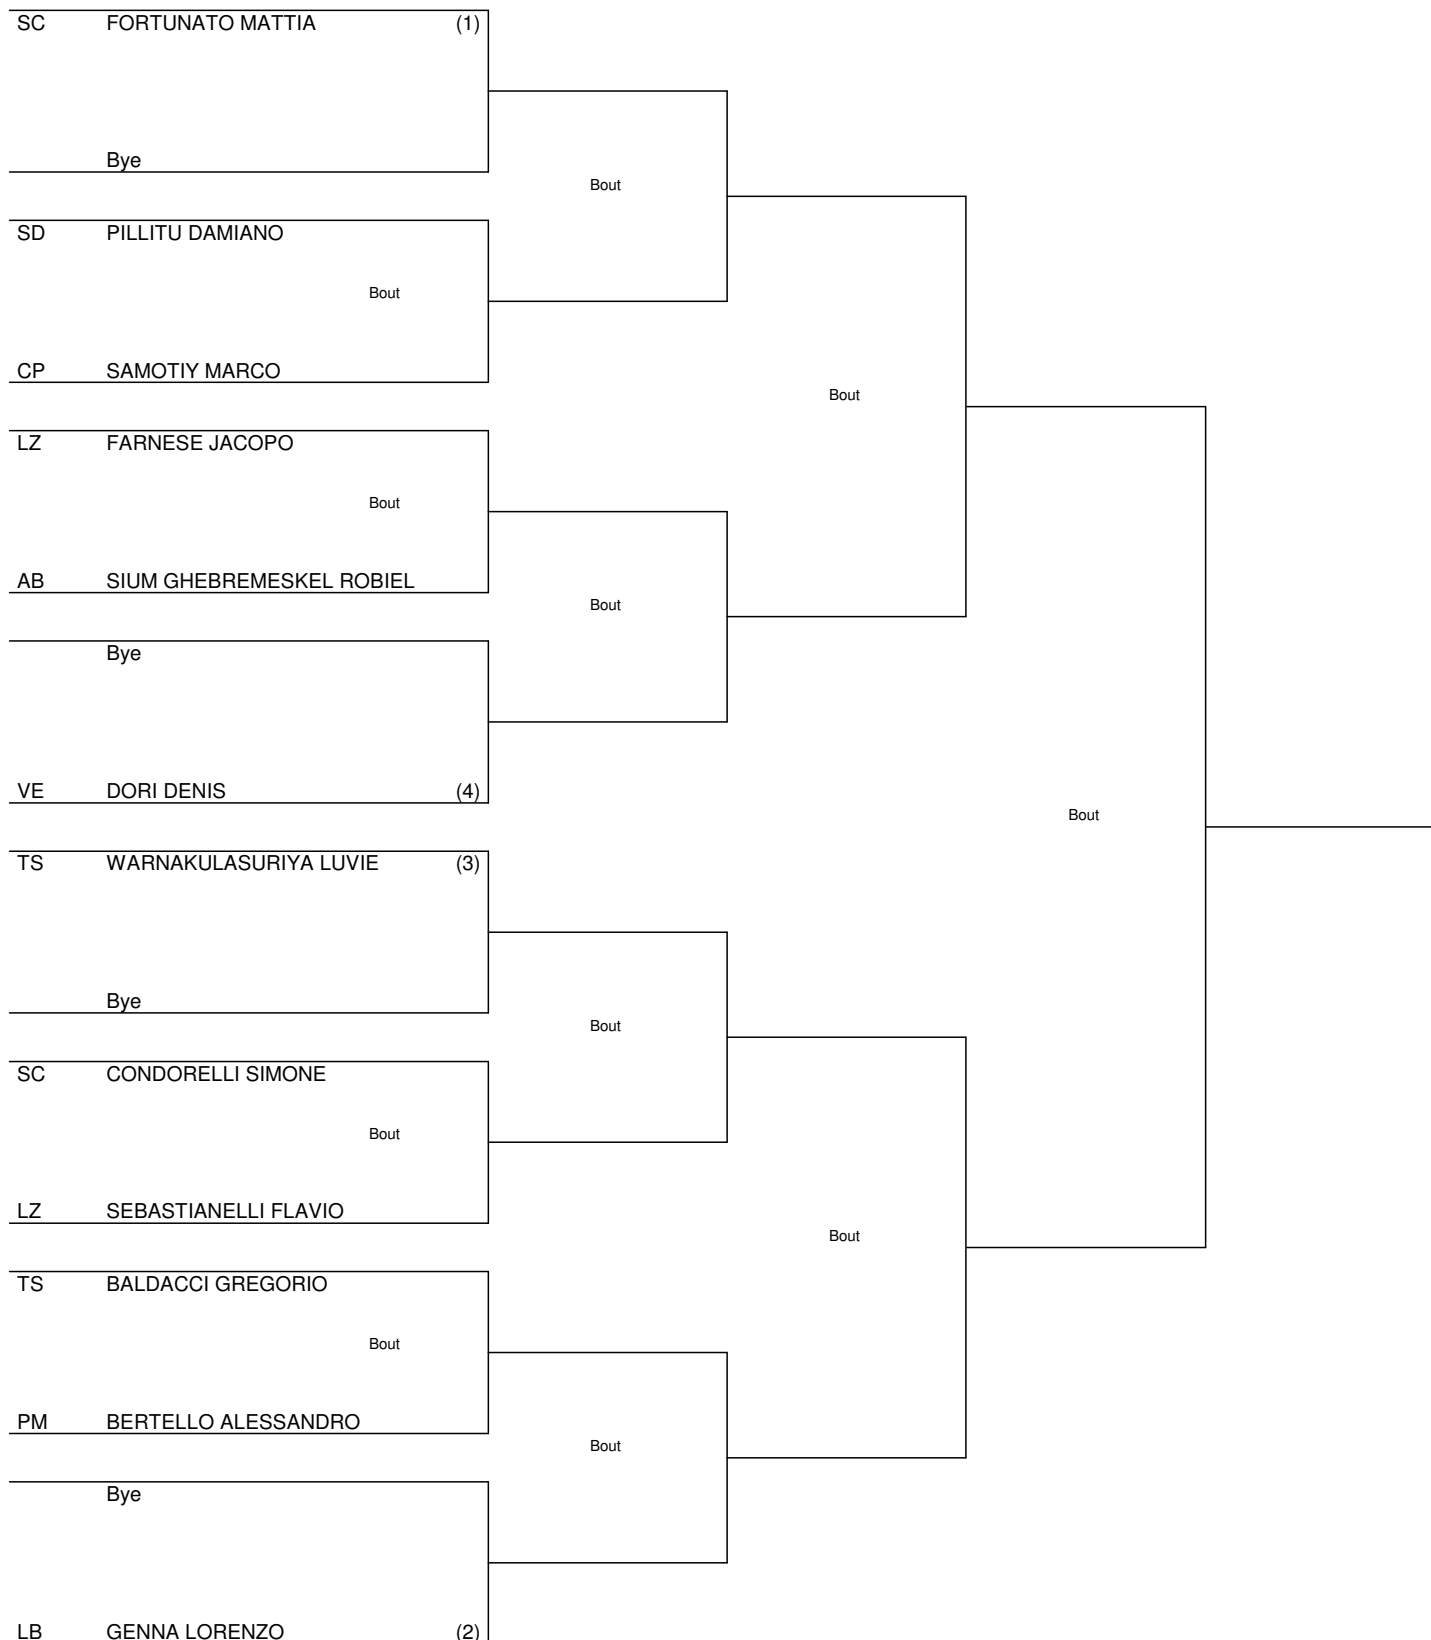 SC FORTUNATO MATTIA (1)
Bye
Bout
SD PILLITU DAMIANO
Bout
CP SAMOTIY MARCO
Bout
LZ FARNESE JACOPO
Bout
AB SIUM GHEBREMESKEL ROBIEL
Bout
Bye
VE DORI DENIS (4)
Bout
TS WARNAKULASURIYA LUVIE (3)
Bye
Bout
SC CONDORELLI SIMONE
Bout
LZ SEBASTIANELLI FLAVIO
Bout
TS BALDACCI GREGORIO
Bout
PM BERTELLO ALESSANDRO
Bout
Bye
LB GENNA LORENZO (2)